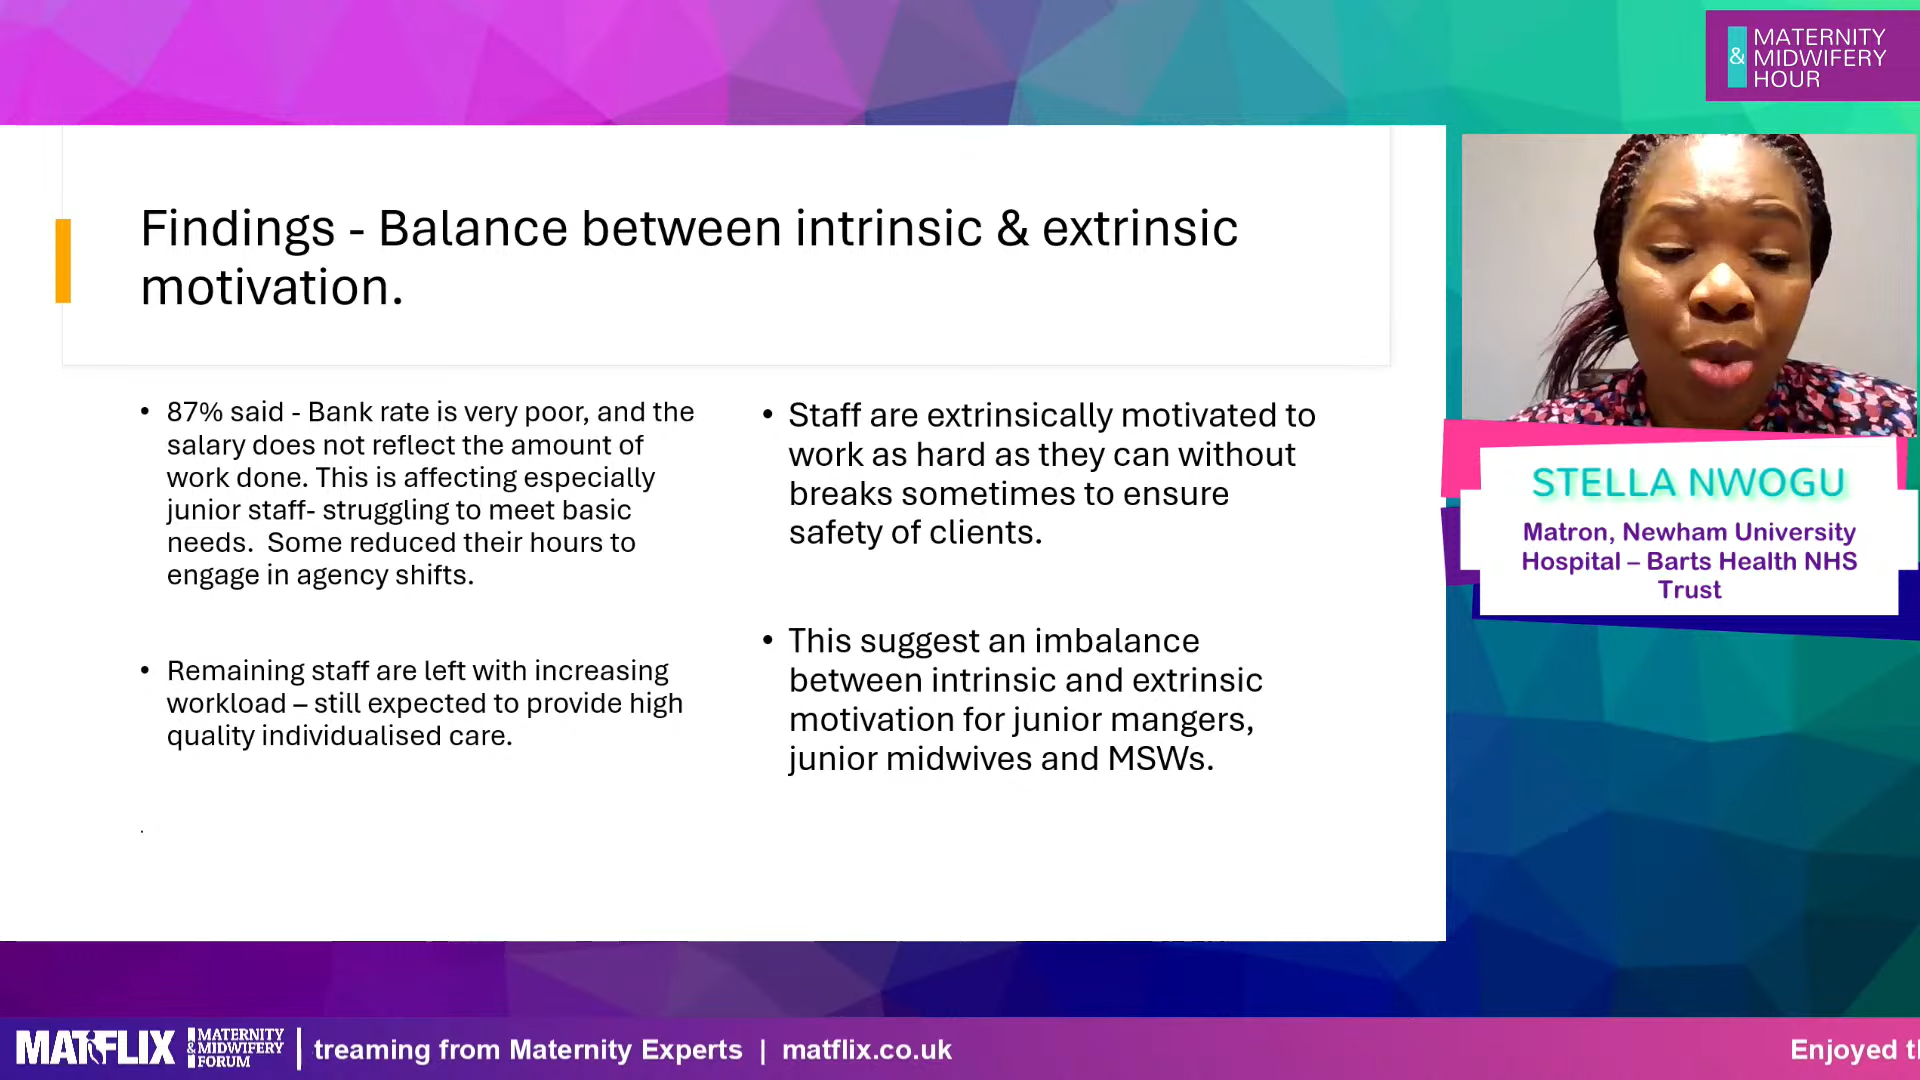 &
MATERNITY
MIDWIFERY
HOUR
Findings - Balance between intrinsic & extrinsic
motivation.
• 87% said - Bank rate is very poor, and the
salary does not reflect the amount of
work done. This is affecting especially
junior staff- struggling to meet basic
needs.  Some reduced their hours to
engage in agency shifts.
• Remaining staff are left with increasing
workload – still expected to provide high
quality individualised care.
.
• Staff are extrinsically motivated to
work as hard as they can without
breaks sometimes to ensure
safety of clients.
• This suggest an imbalance
between intrinsic and extrinsic
motivation for junior mangers,
junior midwives and MSWs.
STELLA NWOGU
Matron, Newham University
Hospital – Barts Health NHS
Trust
MATFLIX
MATERNITY
& MIDWIFERY
FORUM
treaming from Maternity Experts | matflix.co.uk
Enjoyed th